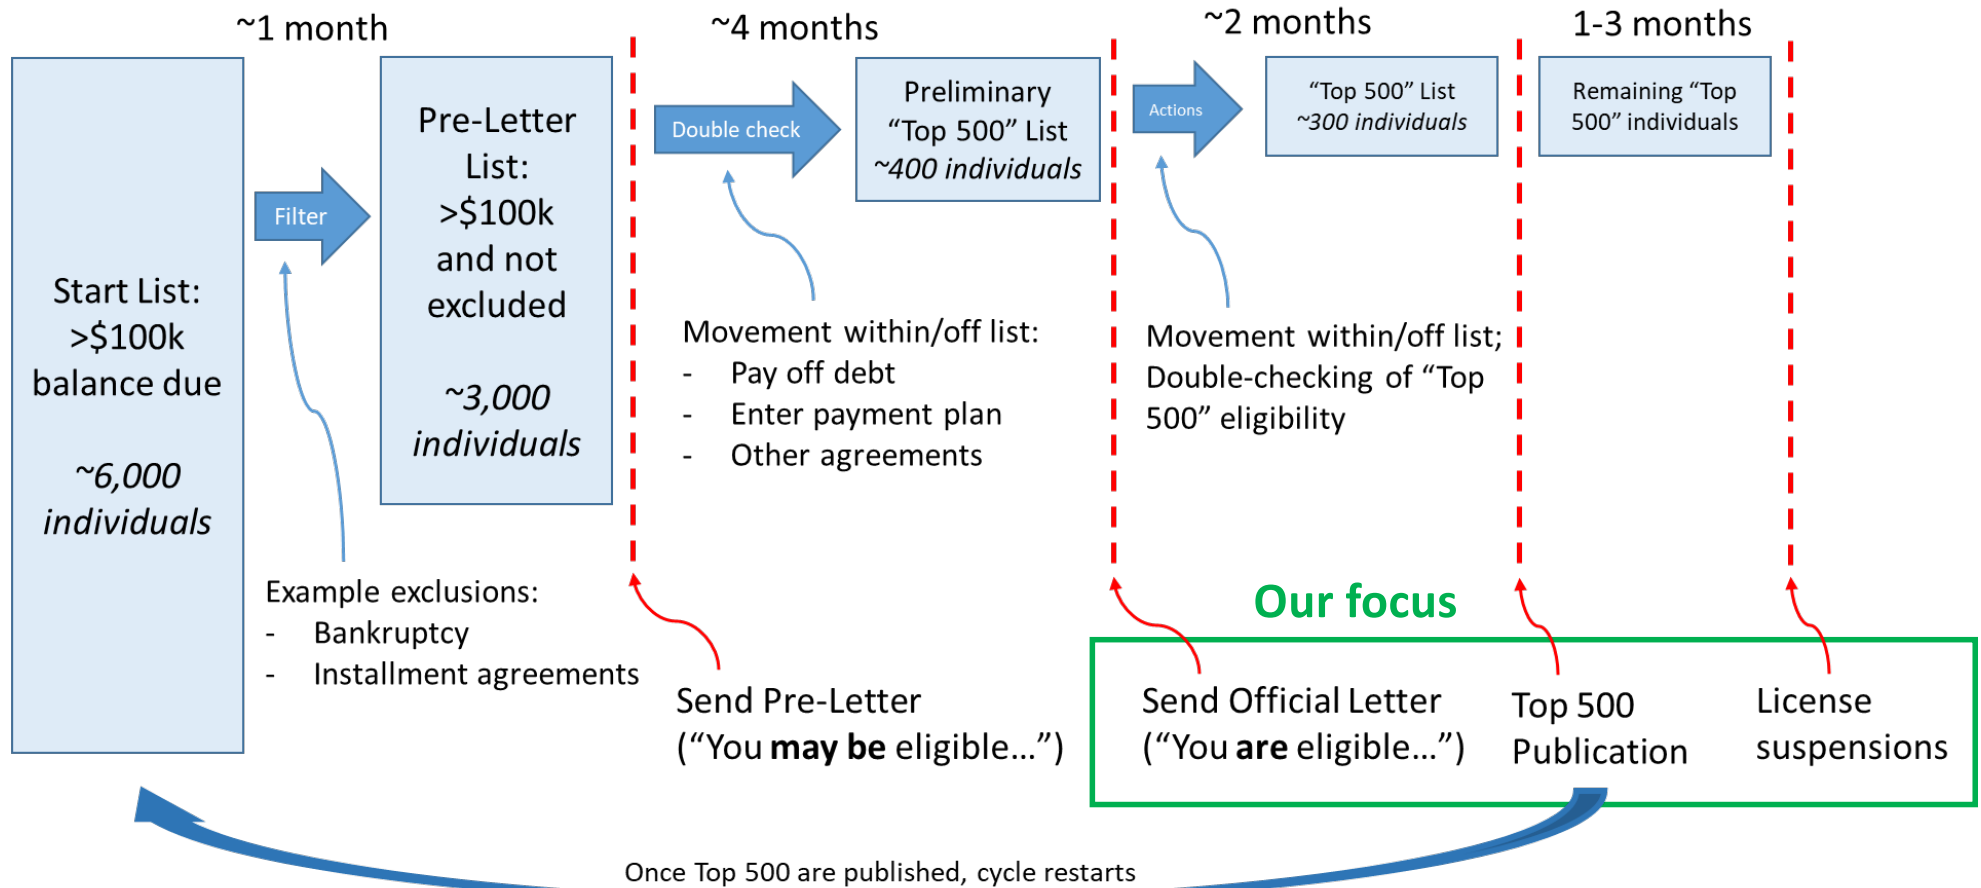 ~1 month
~4 months
~2 months
1-3 months
Start List:
>$100k
balance due
~6,000
individuals
Filter
Pre-Letter
List:
>$100k
and not
excluded
~3,000
individuals
Double check
Preliminary
“Top 500” List
~400 individuals
Actions
“Top 500” List
~300 individuals
Remaining “Top
500” individuals
Example exclusions:
- Bankruptcy
- Installment agreements
Movement within/off list:
- Pay off debt
- Enter payment plan
- Other agreements
Movement within/off list;
Double-checking of “Top
500” eligibility
Our focus
Send Pre-Letter
(“You may be eligible…”)
Send Official Letter
(“You are eligible…”)
Top 500
Publication
License
suspensions
Once Top 500 are published, cycle restarts